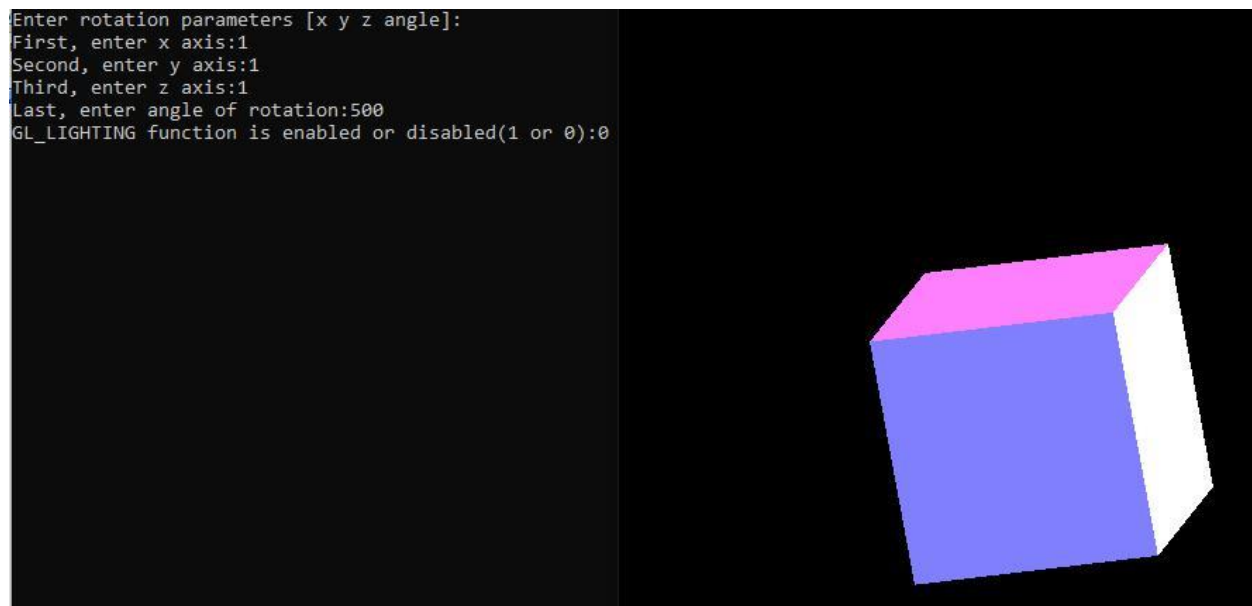 Enter rotation parameters [x y z angle]:
First, enter x axis:1
Second, enter y axis:1
Third, enter z axis:1
Last, enter angle of rotation:500
GL_LIGHTING function is enabled or disabled(1 or 0):0